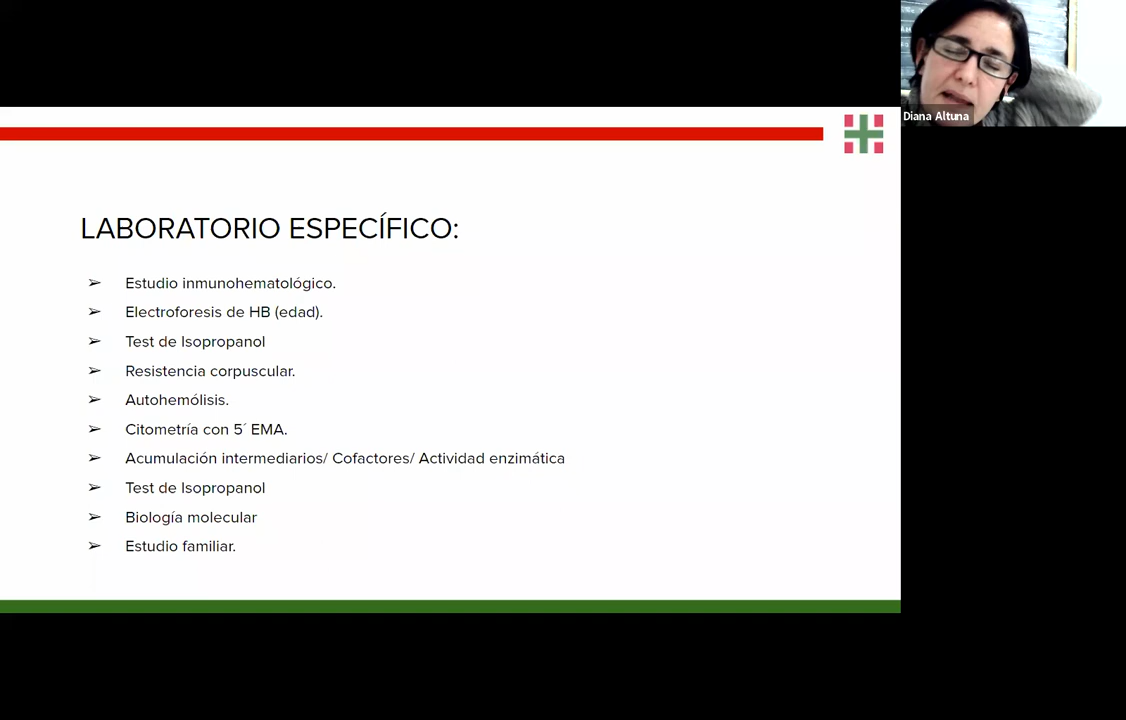 Diana Altuna
LABORATORIO ESPECÍFICO:
➢ Estudio inmunohematológico.
➢ Electroforesis de HB (edad).
➢ Test de Isopropanol
➢ Resistencia corpuscular.
➢ Autohemólisis.
➢ Citometría con 5´ EMA.
➢ Acumulación intermediarios/ Cofactores/ Actividad enzimática
➢ Test de Isopropanol
➢ Biología molecular
➢ Estudio familiar.